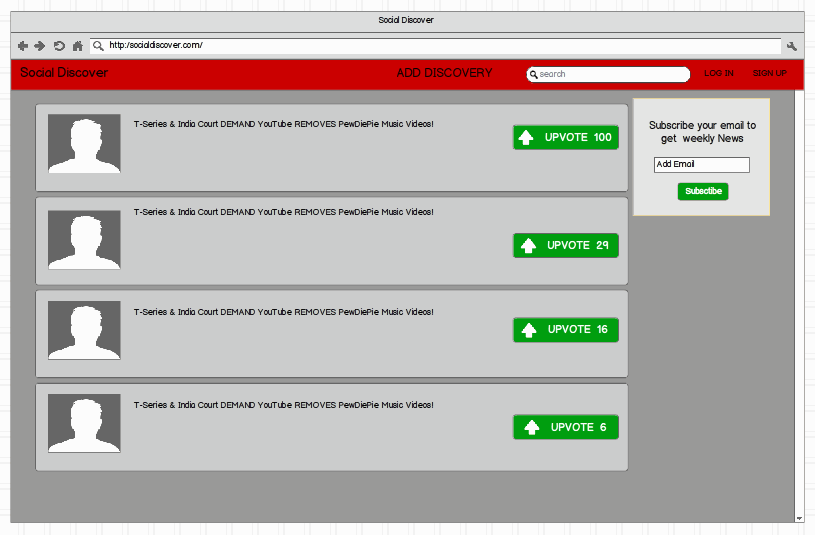 Social Discover
http:/socialdiscover.com/
Social Discover
ADD DISCOVERY
search
LOG IN
SIGN UP
T-Series & India Court DEMAND YouTube REMOVES PewDiePie Music Videos!
UPVOTE 100
Subscribe your email to
get weekly News
Add Email
Subsctibe
T-Series & India Court DEMAND YouTube REMOVES PewDiePie Music Videos!
UPVOTE 29
T-Series & India Court DEMAND YouTube REMOVES PewDiePie Music Videos!
UPVOTE 16
T-Series & India Court DEMAND YouTube REMOVES PewDiePie Music Videos!
UPVOTE 6